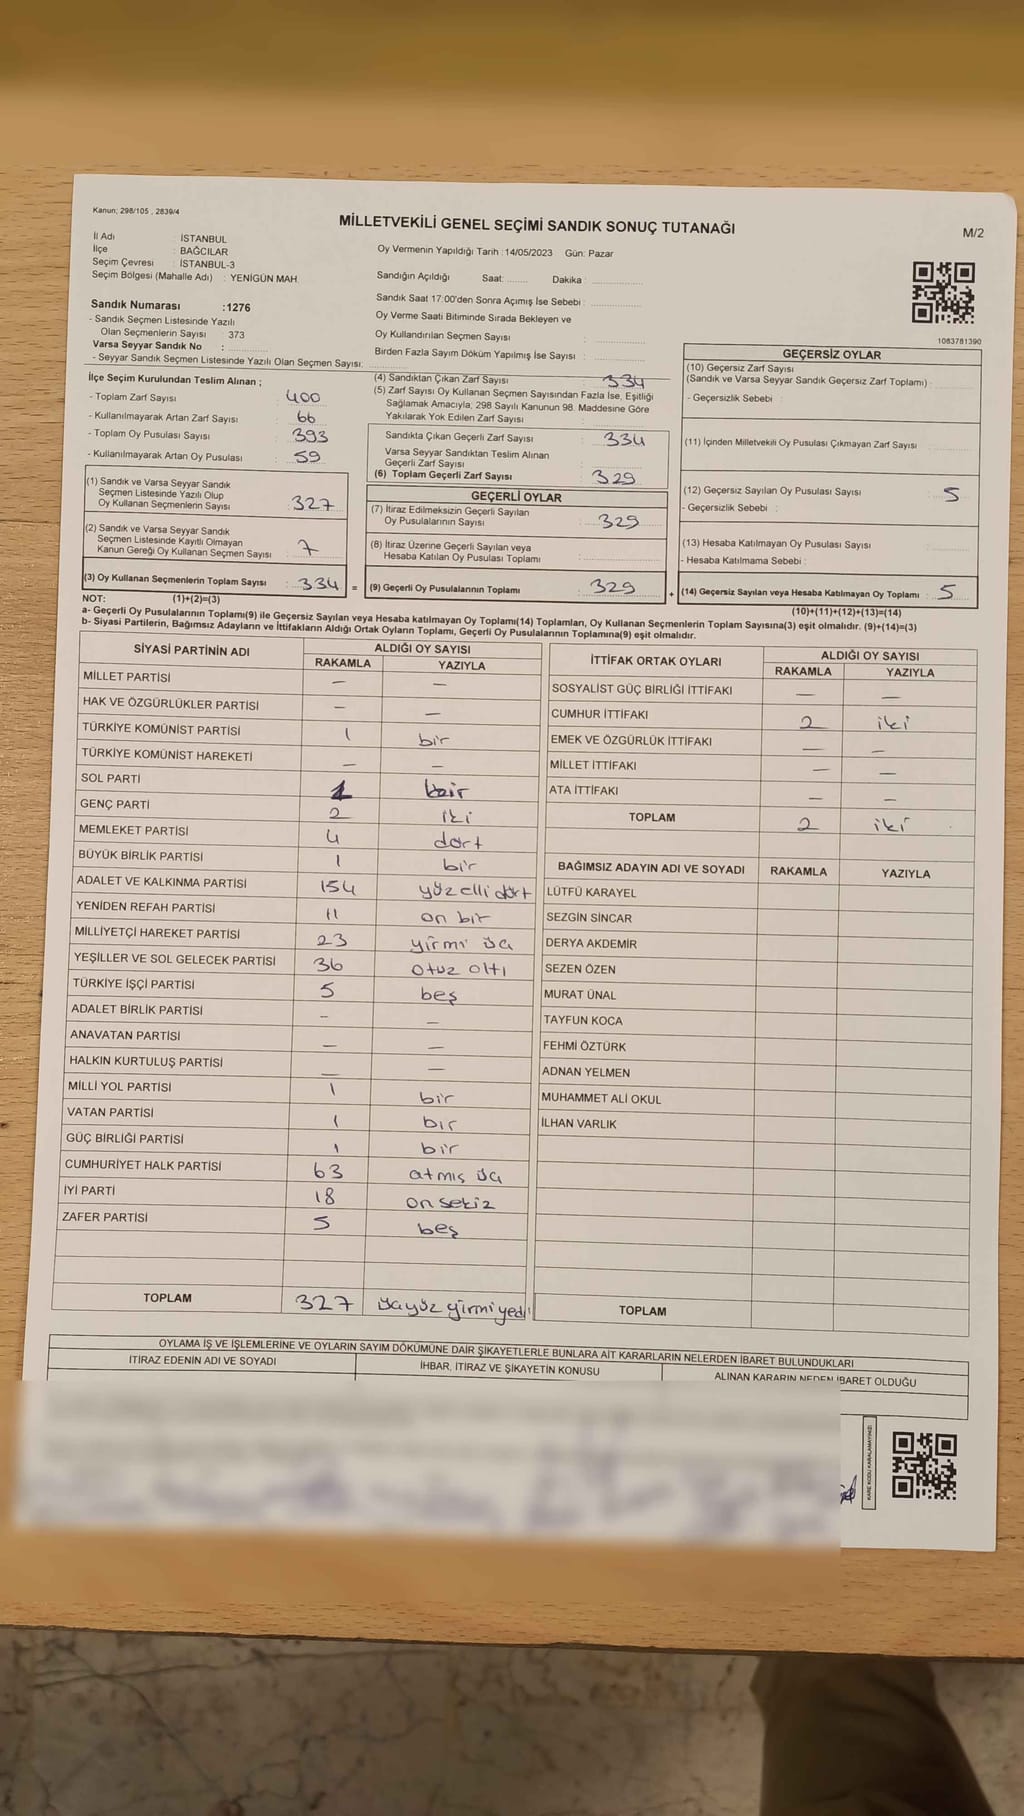 Kanun; 298/105 , 2839/4
MİLLETVEKİLİ GENEL SEÇİMİ SANDIK SONUÇ TUTANAĞI
M/2
İl Adı : İSTANBUL
İlçe : BAĞCILAR
Seçim Çevresi : İSTANBUL-3
Seçim Bölgesi (Mahalle Adı) : YENİGÜN MAH.
Sandık Numarası :1276
- Sandık Seçmen Listesinde Yazılı
Olan Seçmenlerin Sayısı 373
Varsa Seyyar Sandık No :
- Seyyar Sandık Seçmen Listesinde Yazılı Olan Seçmen Sayısı:
Oy Vermenin Yapıldığı Tarih :14/05/2023 Gün: Pazar
Sandığın Açıldığı Saat: Dakika :
Sandık Saat 17:00'den Sonra Açımış İse Sebebi :
Oy Verme Saati Bitiminde Sırada Bekleyen ve
Oy Kullandırılan Seçmen Sayısı :
Birden Fazla Sayım Döküm Yapılmış İse Sayısı :
1083781390
İlçe Seçim Kurulundan Teslim Alınan ;
- Toplam Zarf Sayısı : 400
- Kullanılmayarak Artan Zarf Sayısı : 66
- Toplam Oy Pusulası Sayısı : 393
- Kullanılmayarak Artan Oy Pusulası : 59
(1) Sandık ve Varsa Seyyar Sandık
Seçmen Listesinde Yazılı Olup
Oy Kullanan Seçmenlerin Sayısı : 327
(2) Sandık ve Varsa Seyyar Sandık
Seçmen Listesinde Kayıtlı Olmayan
Kanun Gereği Oy Kullanan Seçmen Sayısı : 7
(3) Oy Kullanan Seçmenlerin Toplam Sayısı : 334 =
(4) Sandıktan Çıkan Zarf Sayısı : 334
(5) Zarf Sayısı Oy Kullanan Seçmen Sayısından Fazla İse, Eşitliği
Sağlamak Amacıyla; 298 Sayılı Kanunun 98. Maddesine Göre
Yakılarak Yok Edilen Zarf Sayısı :
Sandıkta Çıkan Geçerli Zarf Sayısı : 334
Varsa Seyyar Sandıktan Teslim Alınan
Geçerli Zarf Sayısı :
(6) Toplam Geçerli Zarf Sayısı : 329
GEÇERLİ OYLAR
(7) İtiraz Edilmeksizin Geçerli Sayılan
Oy Pusulalarının Sayısı : 329
(8) İtiraz Üzerine Geçerli Sayılan veya
Hesaba Katılan Oy Pusulası Toplamı :
(9) Geçerli Oy Pusulalarının Toplamı : 329 +
GEÇERSİZ OYLAR
(10) Geçersiz Zarf Sayısı
(Sandık ve Varsa Seyyar Sandık Geçersiz Zarf Toplamı) :
- Geçersizlik Sebebi :
(11) İçinden Milletvekili Oy Pusulası Çıkmayan Zarf Sayısı :
(12) Geçersiz Sayılan Oy Pusulası Sayısı : 5
- Geçersizlik Sebebi :
(13) Hesaba Katılmayan Oy Pusulası Sayısı :
- Hesaba Katılmama Sebebi :
(14) Geçersiz Sayılan veya Hesaba Katılmayan Oy Toplamı : 5
NOT: (1)+(2)=(3)
(10)+(11)+(12)+(13)=(14)
a- Geçerli Oy Pusulalarının Toplamı(9) ile Geçersiz Sayılan veya Hesaba katılmayan Oy Toplamı(14) Toplamları, Oy Kullanan Seçmenlerin Toplam Sayısına(3) eşit olmalıdır. (9)+(14)=(3)
b- Siyasi Partilerin, Bağımsız Adayların ve İttifakların Aldığı Ortak Oyların Toplamı, Geçerli Oy Pusulalarının Toplamına(9) eşit olmalıdır.
SİYASİ PARTİNİN ADI
ALDIĞI OY SAYISI
RAKAMLA YAZIYLA
MİLLET PARTİSİ — —
HAK VE ÖZGÜRLÜKLER PARTİSİ — —
TÜRKİYE KOMÜNİST PARTİSİ 1 bir
TÜRKİYE KOMÜNİST HAREKETİ — —
SOL PARTİ 1 bir
GENÇ PARTİ 2 iki
MEMLEKET PARTİSİ 4 dört
BÜYÜK BİRLİK PARTİSİ 1 bir
ADALET VE KALKINMA PARTİSİ 154 yüzelli dört
YENİDEN REFAH PARTİSİ 11 on bir
MİLLİYETÇİ HAREKET PARTİSİ 23 yirmi üç
YEŞİLLER VE SOL GELECEK PARTİSİ 36 otuz altı
TÜRKİYE İŞÇİ PARTİSİ 5 beş
ADALET BİRLİK PARTİSİ — —
ANAVATAN PARTİSİ — —
HALKIN KURTULUŞ PARTİSİ — —
MİLLİ YOL PARTİSİ 1 bir
VATAN PARTİSİ 1 bir
GÜÇ BİRLİĞİ PARTİSİ 1 bir
CUMHURİYET HALK PARTİSİ 63 atmış üç
İYİ PARTİ 18 on sekiz
ZAFER PARTİSİ 5 beş
TOPLAM 327 üçyüz yirmi yedi
İTTİFAK ORTAK OYLARI
ALDIĞI OY SAYISI
RAKAMLA YAZIYLA
SOSYALİST GÜÇ BİRLİĞİ İTTİFAKI — —
CUMHUR İTTİFAKI 2 iki
EMEK VE ÖZGÜRLÜK İTTİFAKI — —
MİLLET İTTİFAKI — —
ATA İTTİFAKI — —
TOPLAM 2 iki
BAĞIMSIZ ADAYIN ADI VE SOYADI RAKAMLA YAZIYLA
LÜTFÜ KARAYEL
SEZGİN SİNCAR
DERYA AKDEMİR
SEZEN ÖZEN
MURAT ÜNAL
TAYFUN KOCA
FEHMİ ÖZTÜRK
ADNAN YELMEN
MUHAMMET ALİ OKUL
İLHAN VARLIK
TOPLAM
OYLAMA İŞ VE İŞLEMLERİNE VE OYLARIN SAYIM DÖKÜMÜNE DAİR ŞİKAYETLERLE BUNLARA AİT KARARLARIN NELERDEN İBARET BULUNDUKLARI
İTİRAZ EDENİN ADI VE SOYADI
İHBAR, İTİRAZ VE ŞİKAYETİN KONUSU
ALINAN KARARIN NEDEN İBARET OLDUĞU
KARE KODU KARALAMAYINIZ!